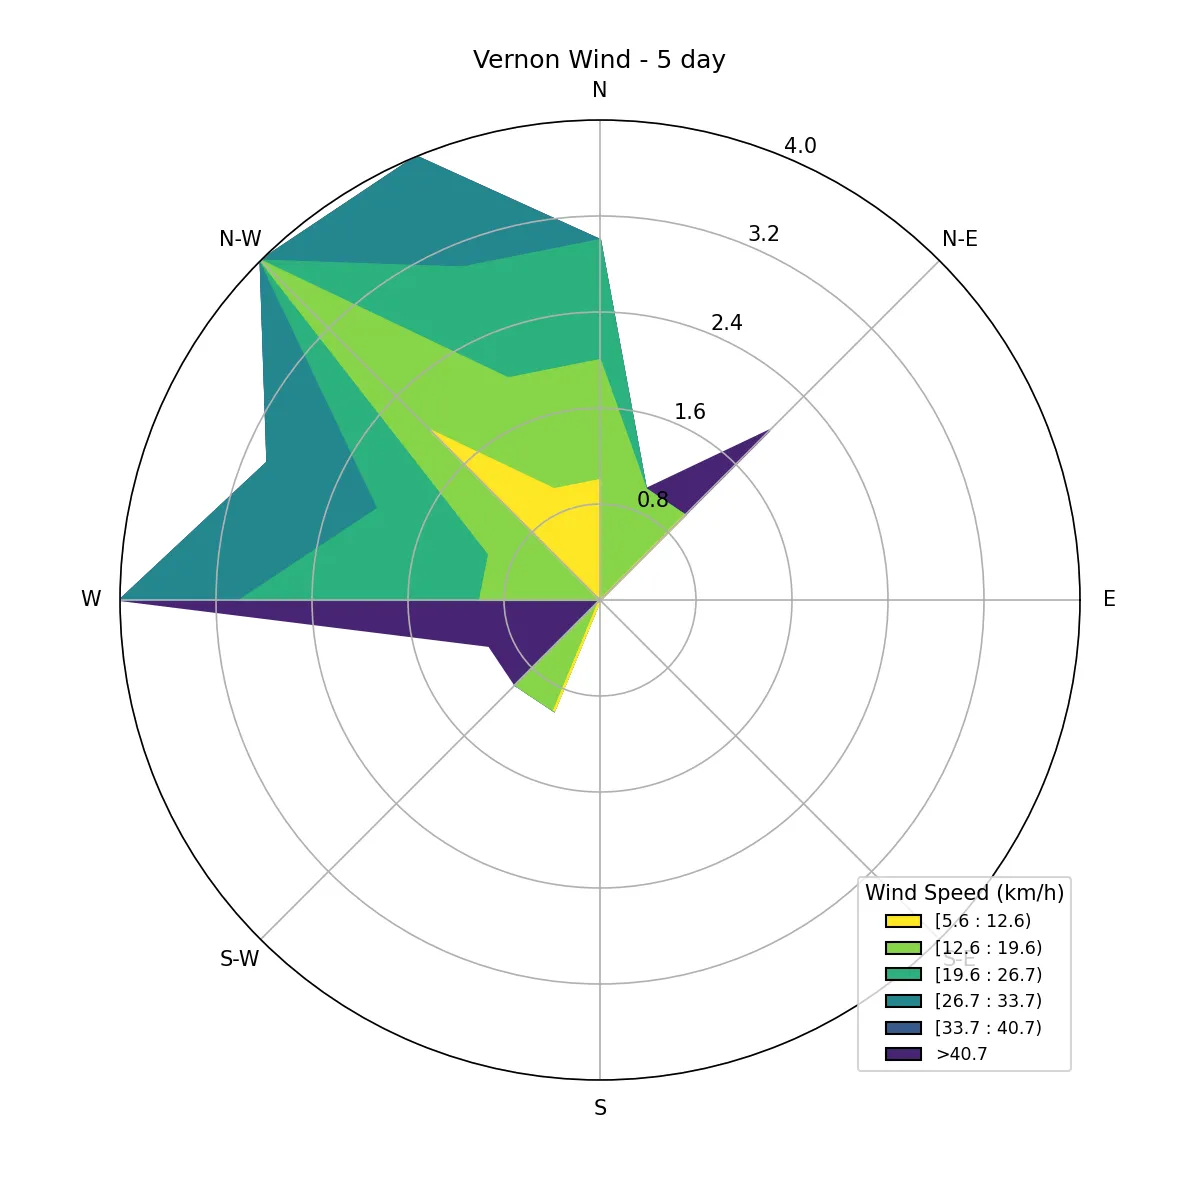 Vernon Wind - 5 day
N
4.0
N-W
3.2
N-E
2.4
1.6
0.8
W
E
S-W
S-E
S
Wind Speed (km/h)
[5.6 : 12.6)
[12.6 : 19.6)
[19.6 : 26.7)
[26.7 : 33.7)
[33.7 : 40.7)
>40.7